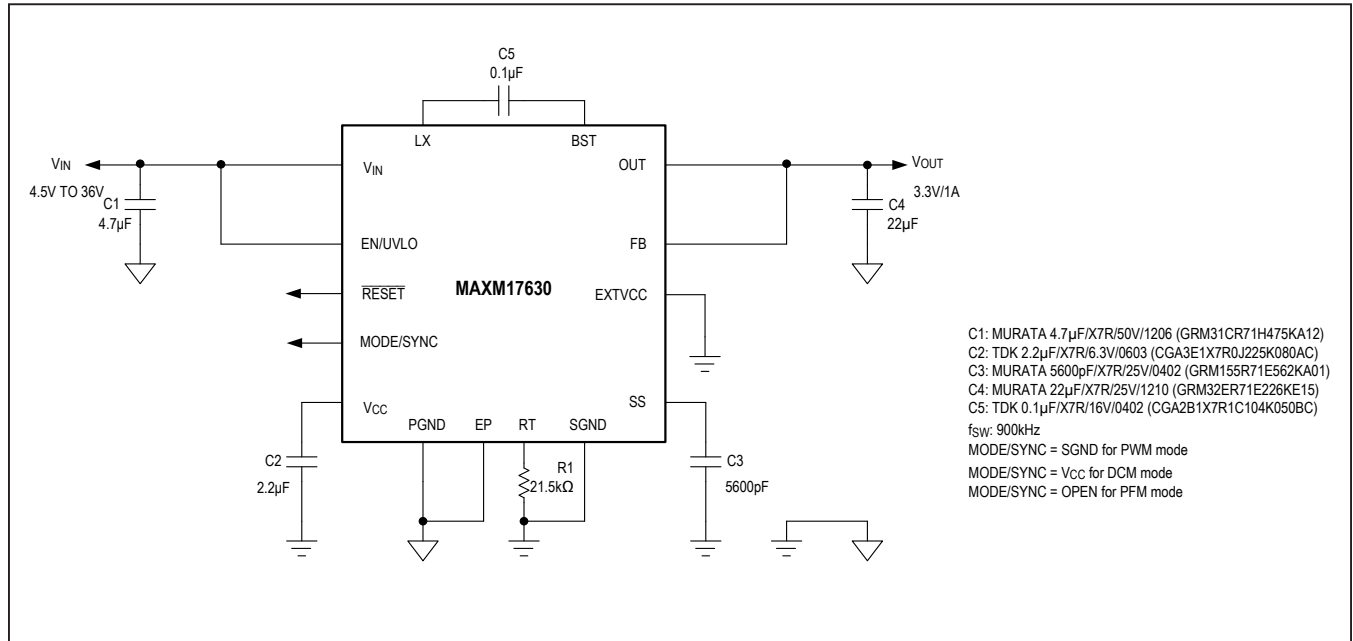 C5
0.1µF
LX
BST
VIN
4.5V TO 36V
C1
4.7µF
VIN
OUT
VOUT
3.3V/1A
C4
22µF
EN/UVLO
FB
RESET
MAXM17630
EXTVCC
MODE/SYNC
VCC
SS
PGND
EP
RT
SGND
C2
2.2µF
R1
21.5kΩ
C3
5600pF
C1: MURATA 4.7µF/X7R/50V/1206 (GRM31CR71H475KA12)
C2: TDK 2.2µF/X7R/6.3V/0603 (CGA3E1X7R0J225K080AC)
C3: MURATA 5600pF/X7R/25V/0402 (GRM155R71E562KA01)
C4: MURATA 22µF/X7R/25V/1210 (GRM32ER71E226KE15)
C5: TDK 0.1µF/X7R/16V/0402 (CGA2B1X7R1C104K050BC)
fSW: 900kHz
MODE/SYNC = SGND for PWM mode
MODE/SYNC = VCC for DCM mode
MODE/SYNC = OPEN for PFM mode